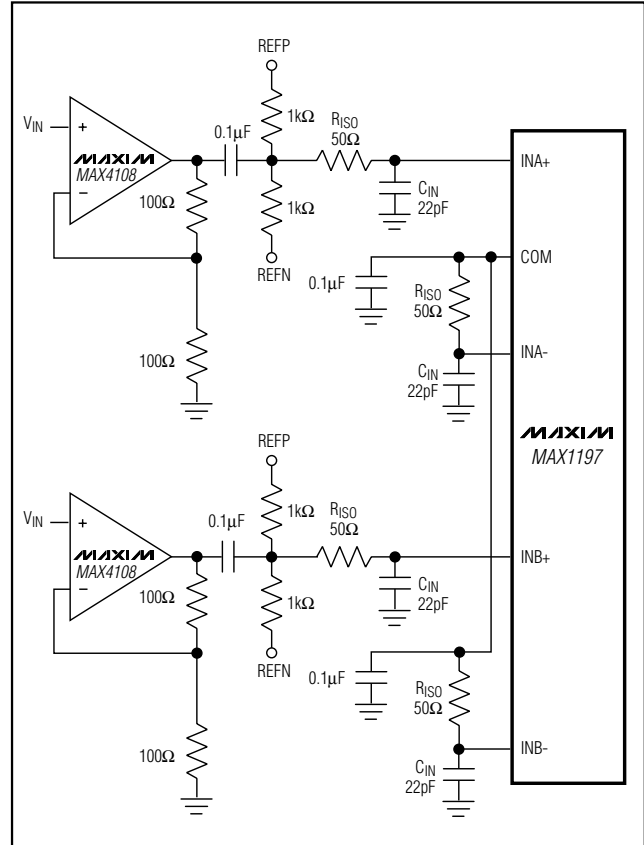 REFP
VIN
+
MAXIM
MAX4108
−
0.1µF
1kΩ
1kΩ
REFN
RISO
50Ω
CIN
22pF
INA+
100Ω
100Ω
COM
0.1µF
RISO
50Ω
INA-
CIN
22pF
MAXIM
MAX1197
REFP
VIN
+
MAXIM
MAX4108
−
0.1µF
1kΩ
1kΩ
REFN
RISO
50Ω
CIN
22pF
INB+
100Ω
100Ω
0.1µF
RISO
50Ω
INB-
CIN
22pF